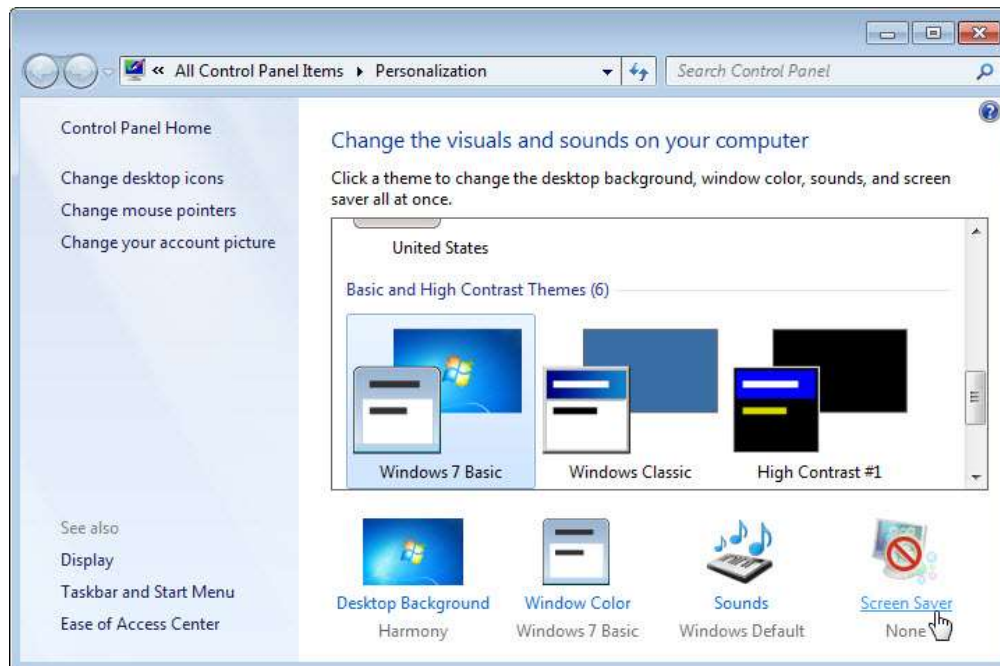 « All Control Panel Items ▸ Personalization
Search Control Panel
Control Panel Home
Change desktop icons
Change mouse pointers
Change your account picture
See also
Display
Taskbar and Start Menu
Ease of Access Center
Change the visuals and sounds on your computer
Click a theme to change the desktop background, window color, sounds, and screen
saver all at once.
United States
Basic and High Contrast Themes (6)
Windows 7 Basic
Windows Classic
High Contrast #1
Desktop Background
Harmony
Window Color
Windows 7 Basic
Sounds
Windows Default
Screen Saver
None